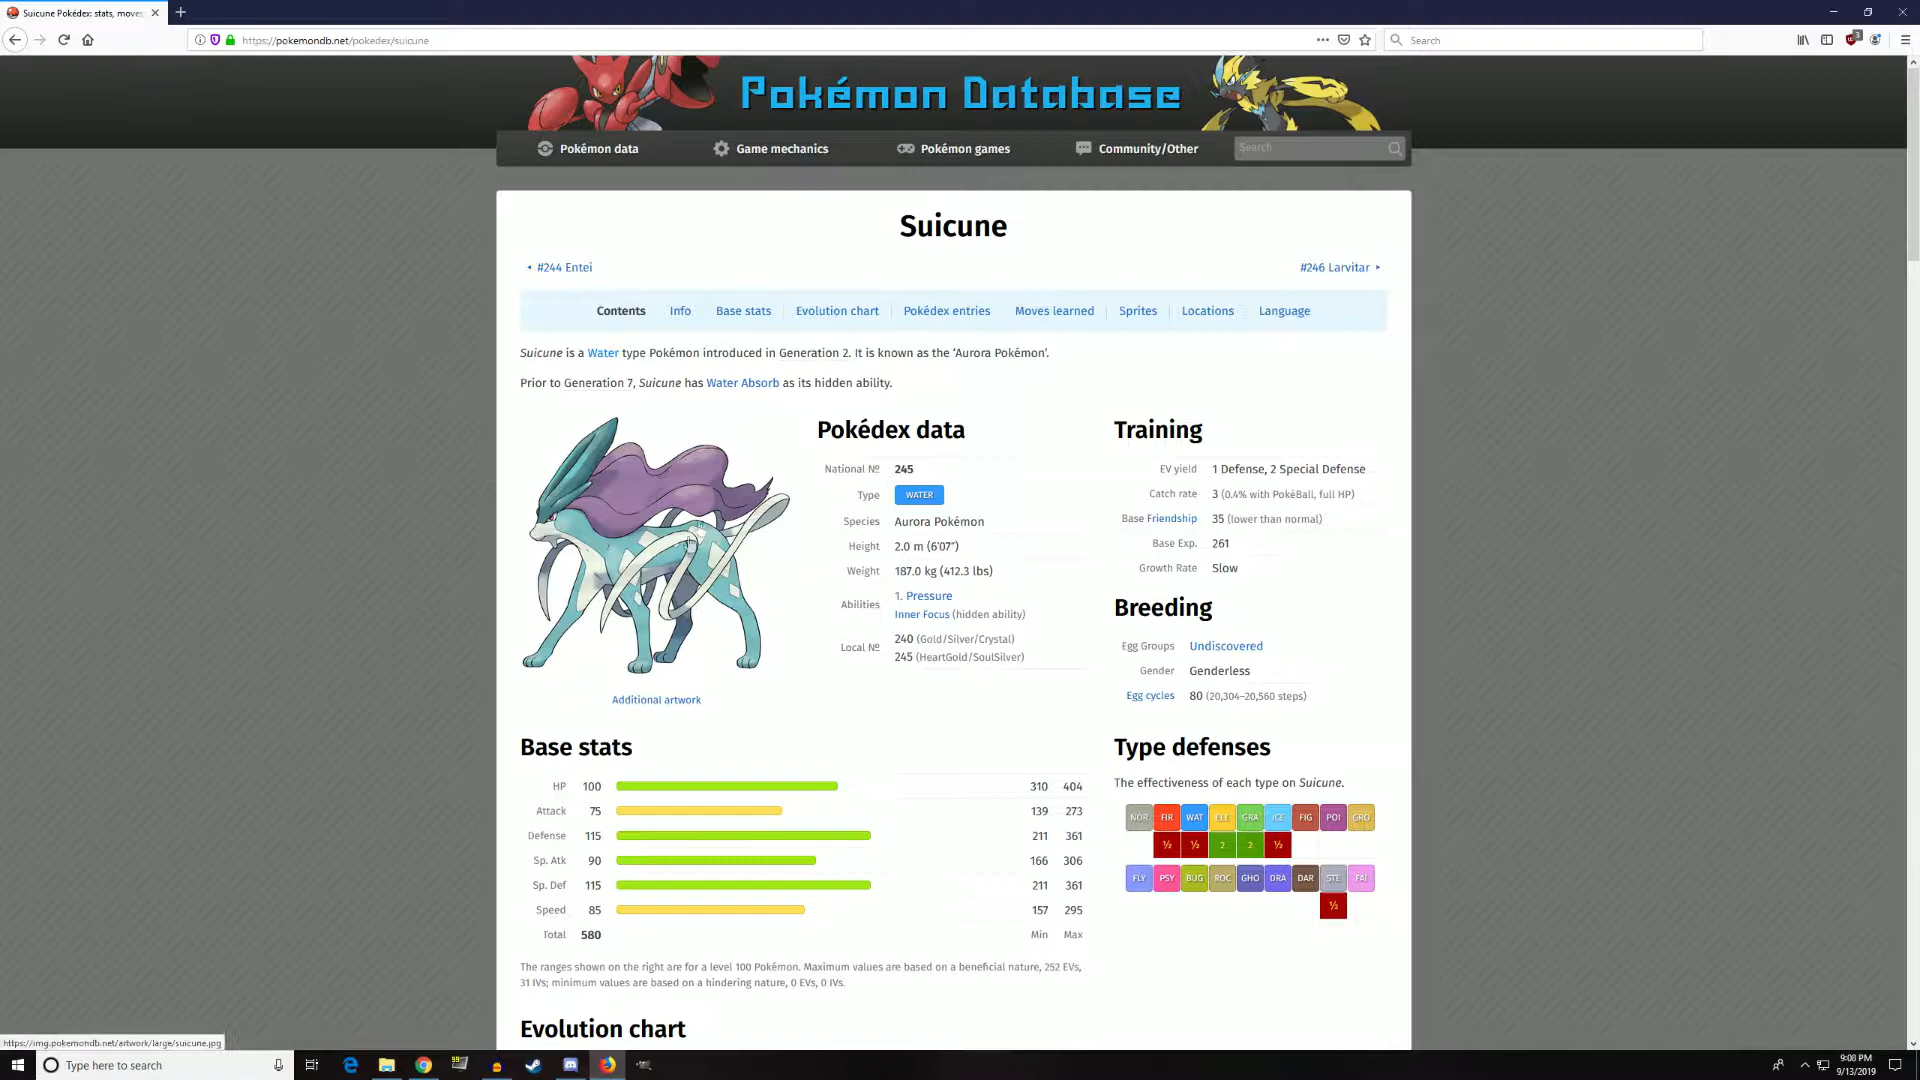 Suicune Pokédex: stats, moves
https://pokemondb.net/pokedex/suicune
Search
3
Pokémon Database
Pokémon data
Game mechanics
Pokémon games
Community/Other
Search
Suicune
#244 Entei
#246 Larvitar
Contents
Info
Base stats
Evolution chart
Pokédex entries
Moves learned
Sprites
Locations
Language
Suicune is a Water type Pokémon introduced in Generation 2. It is known as the ‘Aurora Pokémon’.
Prior to Generation 7, Suicune has Water Absorb as its hidden ability.
Additional artwork
Pokédex data
National № 245
Type WATER
Species Aurora Pokémon
Height 2.0 m (6′07″)
Weight 187.0 kg (412.3 lbs)
Abilities 1. Pressure
Inner Focus (hidden ability)
Local № 240 (Gold/Silver/Crystal)
245 (HeartGold/SoulSilver)
Training
EV yield 1 Defense, 2 Special Defense
Catch rate 3 (0.4% with PokéBall, full HP)
Base Friendship 35 (lower than normal)
Base Exp. 261
Growth Rate Slow
Breeding
Egg Groups Undiscovered
Gender Genderless
Egg cycles 80 (20,304–20,560 steps)
Base stats
HP 100 310 404
Attack 75 139 273
Defense 115 211 361
Sp. Atk 90 166 306
Sp. Def 115 211 361
Speed 85 157 295
Total 580 Min Max
The ranges shown on the right are for a level 100 Pokémon. Maximum values are based on a beneficial nature, 252 EVs,
31 IVs; minimum values are based on a hindering nature, 0 EVs, 0 IVs.
Type defenses
The effectiveness of each type on Suicune.
NOR FIR WAT ELE GRA ICE FIG POI GRO
½ ½ 2 2 ½
FLY PSY BUG ROC GHO DRA DAR STE FAI
½
Evolution chart
https://img.pokemondb.net/artwork/large/suicune.jpg
Type here to search
99
9:08 PM
9/13/2019